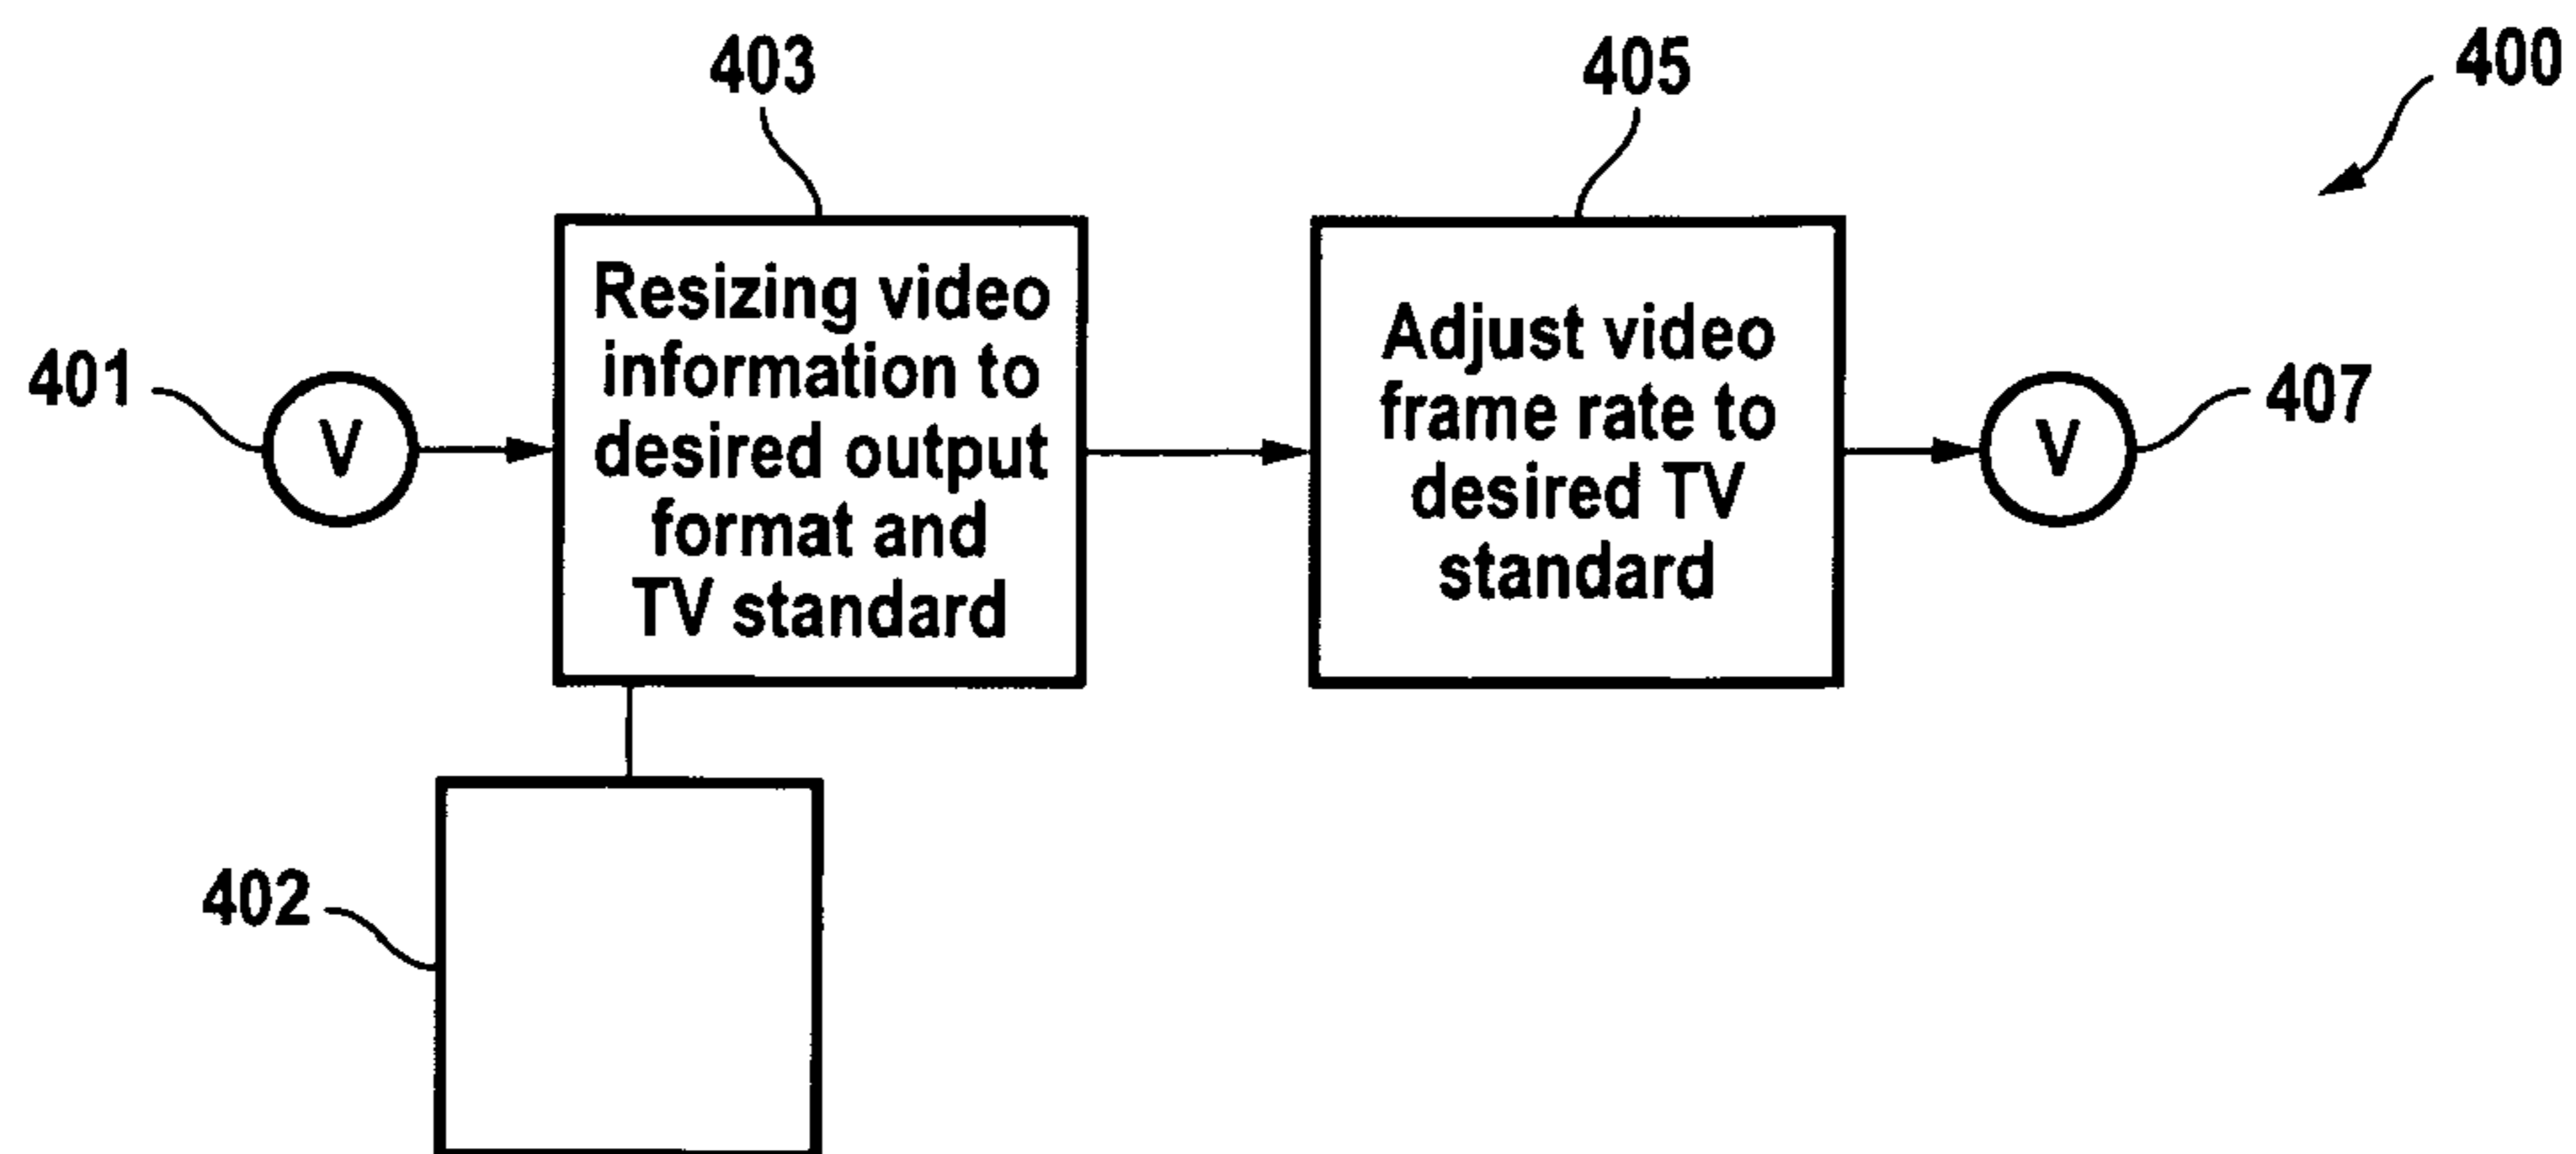 403
405
400
401
V
Resizing video
information to
desired output
format and
TV standard
Adjust video
frame rate to
desired TV
standard
V
407
402